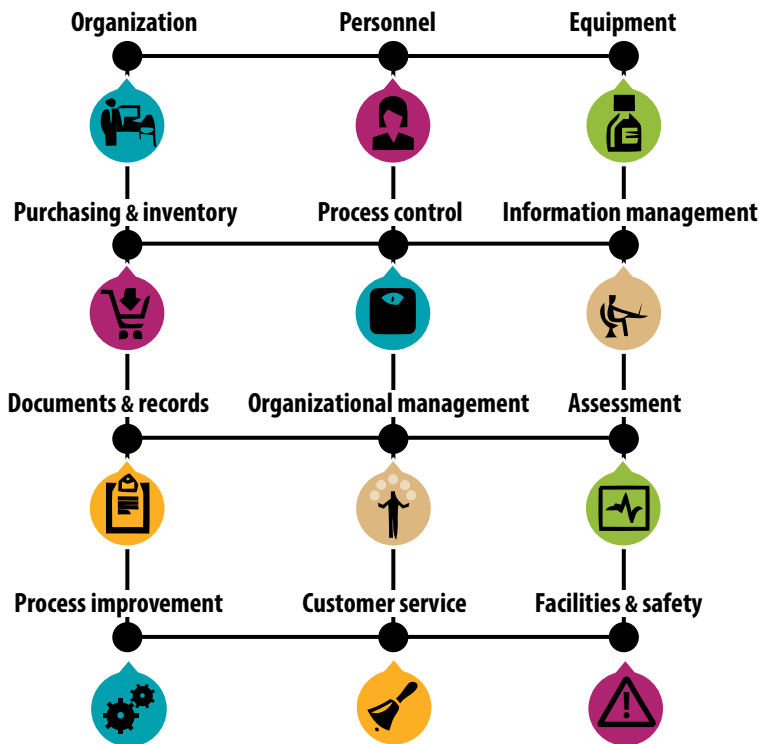 Organization
Personnel
Equipment
Purchasing & inventory
Process control
Information management
Documents & records
Organizational management
Assessment
Process improvement
Customer service
Facilities & safety